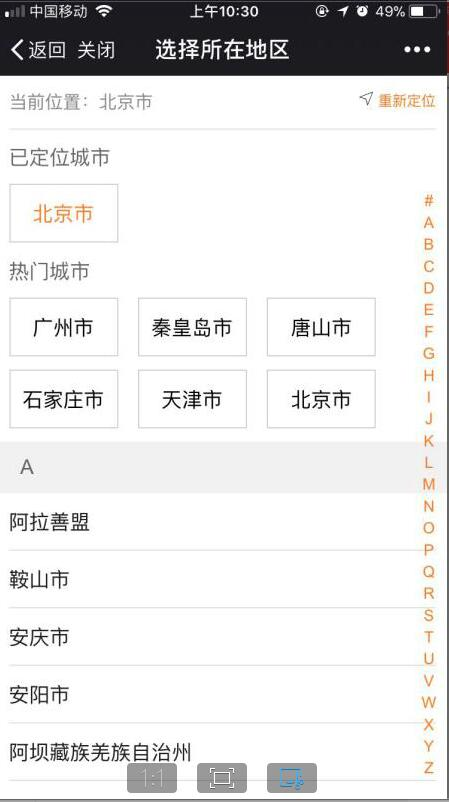 中国移动 上午10:30 49%
返回 关闭 选择所在地区
当前位置：北京市 重新定位
已定位城市
北京市
热门城市
广州市 秦皇岛市 唐山市
石家庄市 天津市 北京市
A
阿拉善盟
鞍山市
安庆市
安阳市
阿坝藏族羌族自治州
#
A
B
C
D
E
F
G
H
I
J
K
L
M
N
O
P
Q
R
S
T
U
V
W
X
Y
Z
1:1